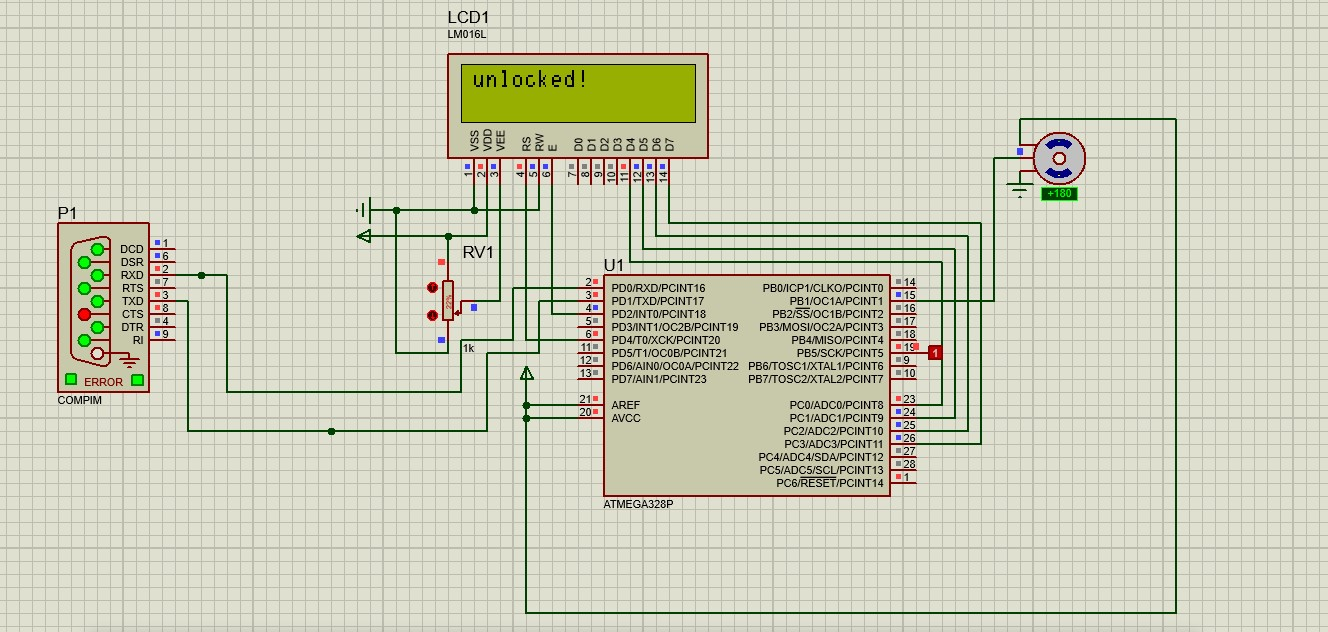 LCD1
LM016L
unlocked!
VSS VDD VEE RS RW E D0 D1 D2 D3 D4 D5 D6 D7
1 2 3 4 5 6 7 8 9 10 11 12 13 14
+180
P1
DCD 1
DSR 6
RXD 2
RTS 7
TXD 3
CTS 8
DTR 4
RI 9
ERROR
COMPIM
RV1
22%
1k
U1
2 PD0/RXD/PCINT16
3 PD1/TXD/PCINT17
4 PD2/INT0/PCINT18
5 PD3/INT1/OC2B/PCINT19
6 PD4/T0/XCK/PCINT20
11 PD5/T1/OC0B/PCINT21
12 PD6/AIN0/OC0A/PCINT22
13 PD7/AIN1/PCINT23
21 AREF
20 AVCC
PB0/ICP1/CLKO/PCINT0 14
PB1/OC1A/PCINT1 15
PB2/SS/OC1B/PCINT2 16
PB3/MOSI/OC2A/PCINT3 17
PB4/MISO/PCINT4 18
PB5/SCK/PCINT5 19 1
PB6/TOSC1/XTAL1/PCINT6 9
PB7/TOSC2/XTAL2/PCINT7 10
PC0/ADC0/PCINT8 23
PC1/ADC1/PCINT9 24
PC2/ADC2/PCINT10 25
PC3/ADC3/PCINT11 26
PC4/ADC4/SDA/PCINT12 27
PC5/ADC5/SCL/PCINT13 28
PC6/RESET/PCINT14 1
ATMEGA328P